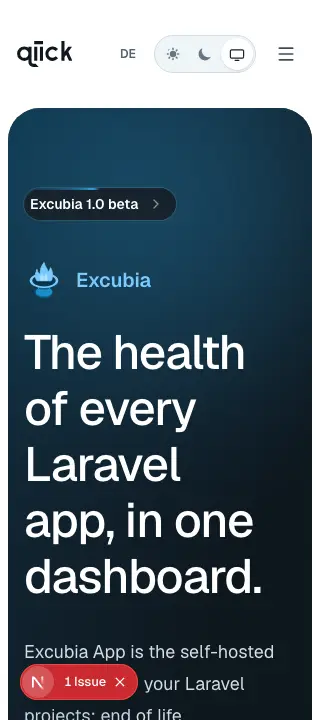 qiick
DE
Excubia 1.0 beta
Excubia
The health
of every
Laravel
app, in one
dashboard.
Excubia App is the self-hosted
your Laravel
N 1 Issue
projects: end of life